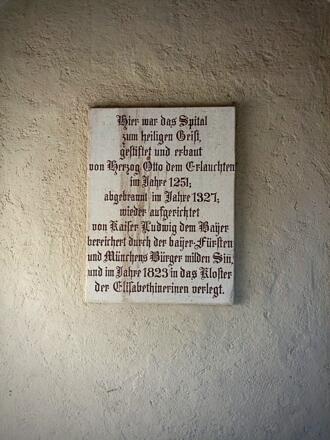 Hier war das Spital
zum heiligen Geist,
gestiftet und erbaut
von Herzog Otto dem Erlauchten
im Jahre 1251;
abgebrannt im Jahre 1327;
wieder aufgerichtet
von Kaiser Ludwig dem Baÿer
bereichert durch der baÿer-Fürsten
und Münchens Bürger milden Sin,
und im Jahre 1823 in das Kloster
der Elisabethinerinen verlegt.